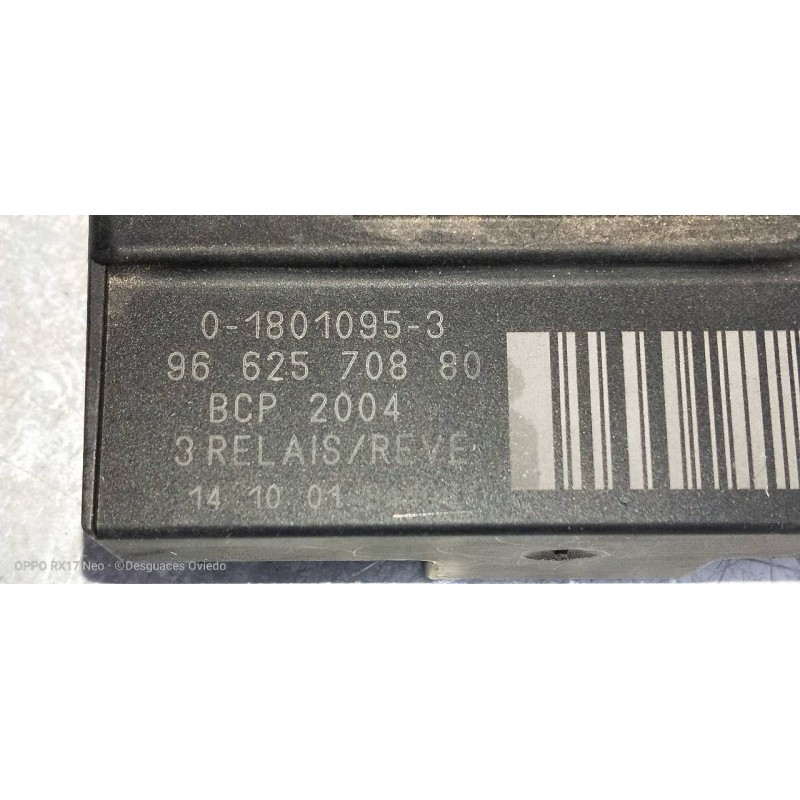 0-1801095-3
96 625 708 80
BCP 2004
3 RELAIS/REVE
14 10 01
OPPO RX17 Neo · ©Desguaces Oviedo